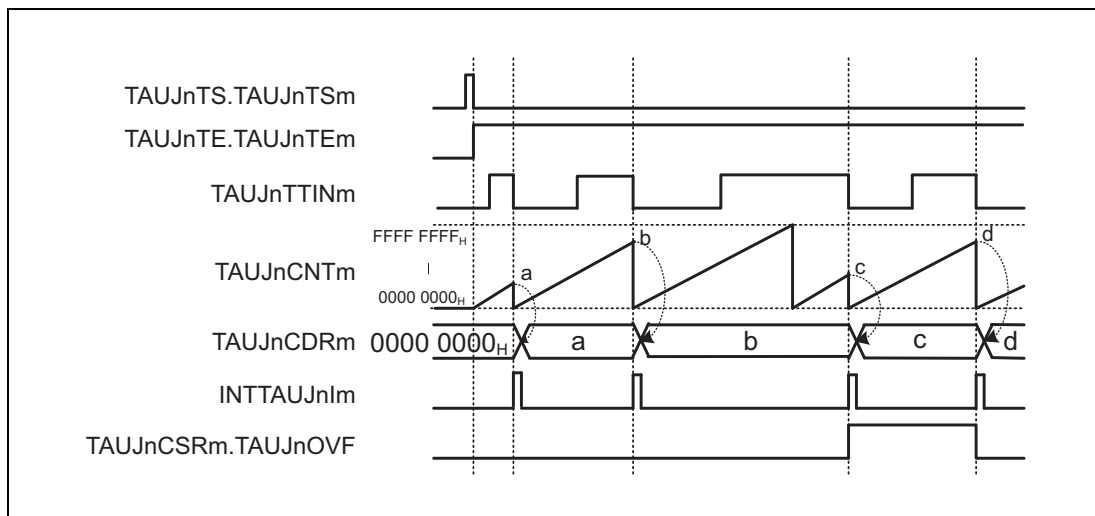 TAUJnTS.TAUJnTSm
TAUJnTE.TAUJnTEm
TAUJnTTINm
FFFF FFFFH
TAUJnCNTm
0000 0000H
a
b
c
d
TAUJnCDRm
0000 0000H
a
b
c
d
INTTAUJnIm
TAUJnCSRm.TAUJnOVF